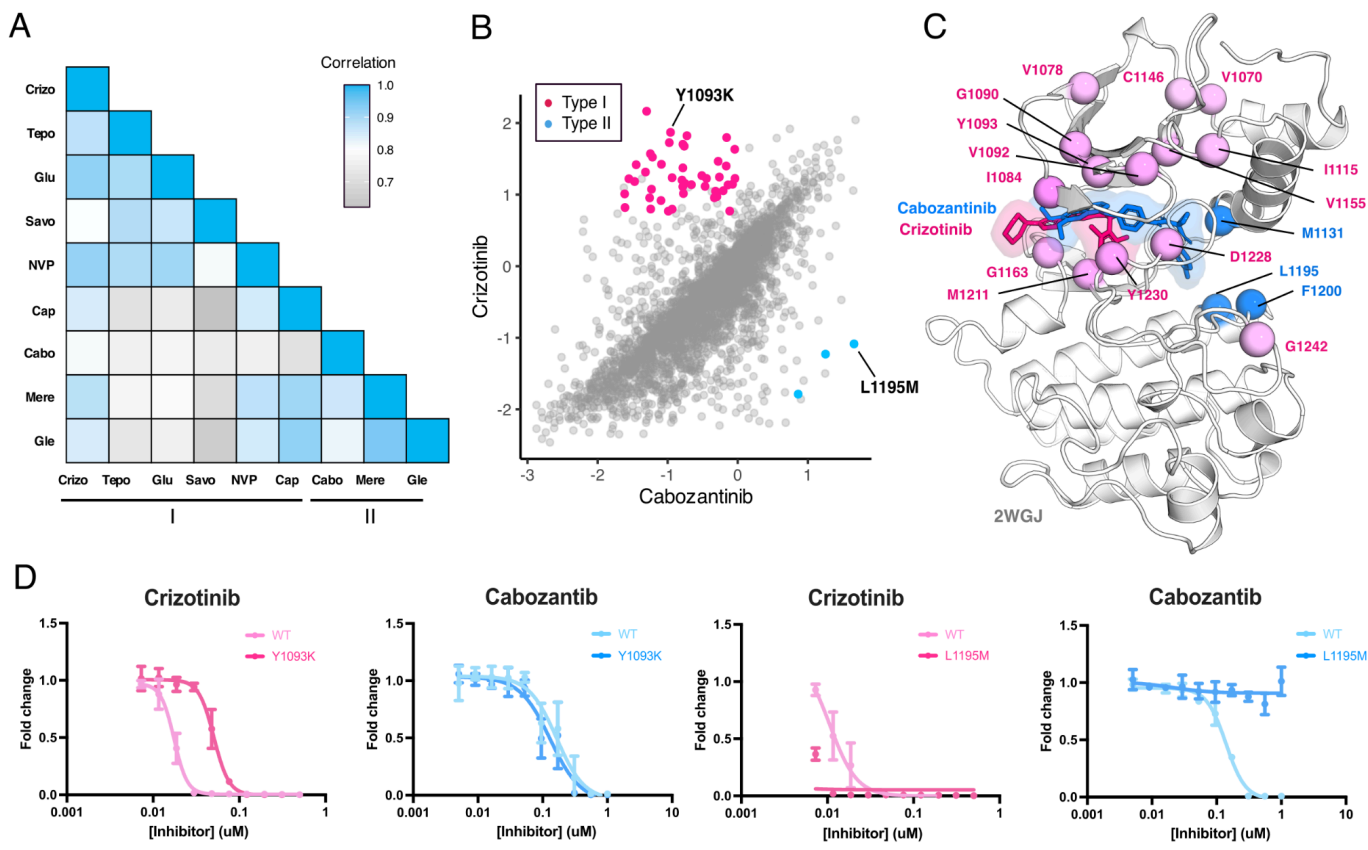 A
Correlation
1.0
0.9
0.8
0.7
Crizo
Tepo
Glu
Savo
NVP
Cap
Cabo
Mere
Gle
Crizo Tepo Glu Savo NVP Cap Cabo Mere Gle
I II
B
Type I
Type II
Y1093K
L1195M
2
1
0
-1
-2
-3 -2 -1 0 1
Crizotinib
Cabozantinib
C
V1078
C1146
V1070
G1090
Y1093
V1092
I1084
I1115
V1155
Cabozantinib
Crizotinib
M1131
D1228
G1163
L1195
M1211
Y1230
F1200
G1242
2WGJ
D
Crizotinib
WT
Y1093K
Fold change
1.5
1.0
0.5
0.0
0.001 0.01 0.1 1
[Inhibitor] (uM)
Cabozantib
WT
Y1093K
Fold change
1.5
1.0
0.5
0.0
0.001 0.01 0.1 1 10
[Inhibitor] (uM)
Crizotinib
WT
L1195M
Fold change
1.5
1.0
0.5
0.0
0.001 0.01 0.1 1
[Inhibitor] (uM)
Cabozantib
WT
L1195M
Fold change
1.5
1.0
0.5
0.0
0.001 0.01 0.1 1 10
[Inhibitor] (uM)